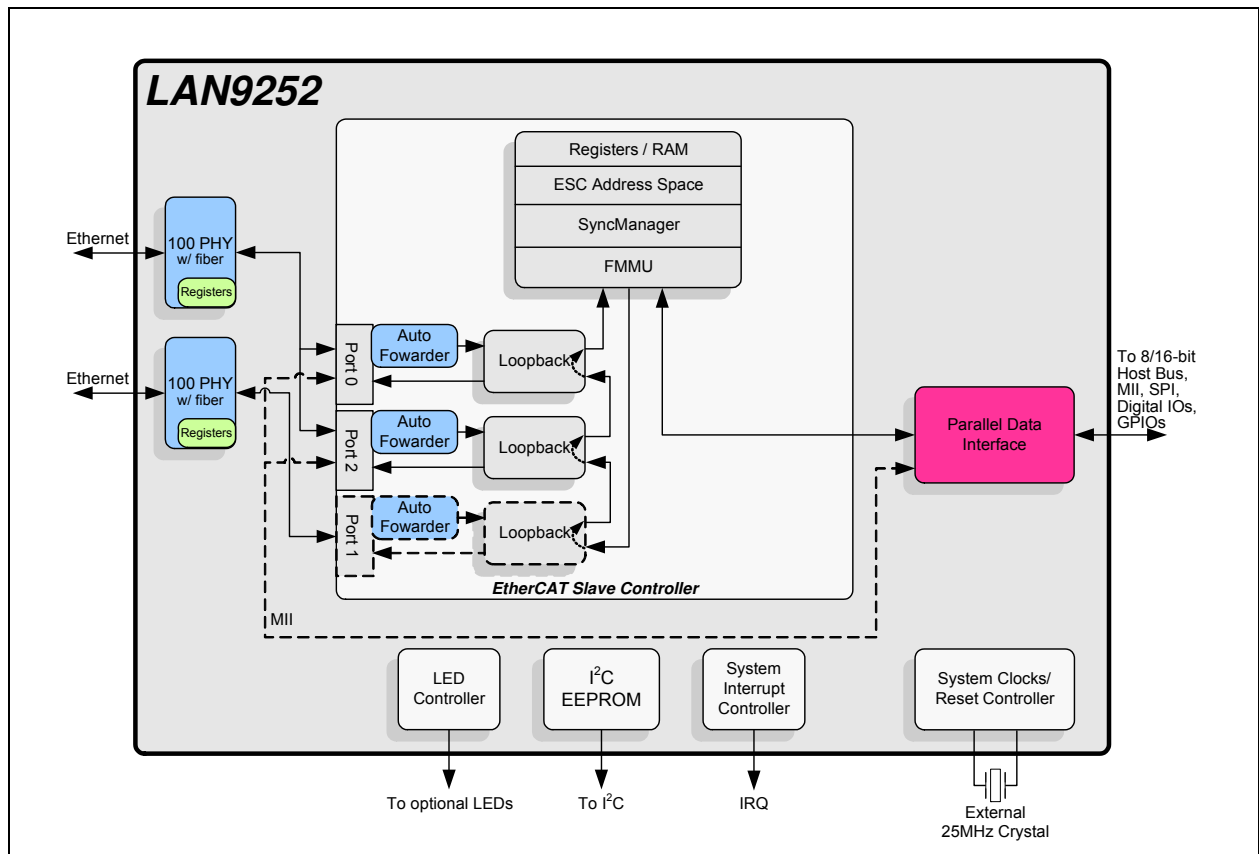 LAN9252
Registers / RAM
ESC Address Space
SyncManager
FMMU
Ethernet
100 PHY
w/ fiber
Registers
Ethernet
100 PHY
w/ fiber
Registers
Port 0
Auto
Fowarder
Loopback
Port 2
Auto
Fowarder
Loopback
Port 1
Auto
Fowarder
Loopback
EtherCAT Slave Controller
MII
Parallel Data
Interface
To 8/16-bit
Host Bus,
MII, SPI,
Digital IOs,
GPIOs
LED
Controller
I²C
EEPROM
System
Interrupt
Controller
System Clocks/
Reset Controller
To optional LEDs
To I²C
IRQ
External
25MHz Crystal